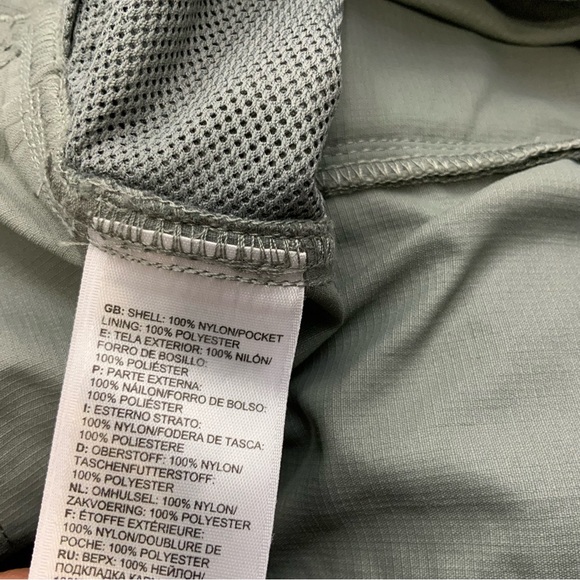 GB: SHELL: 100% NYLON/POCKET
LINING: 100% POLYESTER
E: TELA EXTERIOR: 100% NILÓN/
FORRO DE BOSILLO:
100% POLIÉSTER
P: PARTE EXTERNA:
100% NÁILON/FORRO DE BOLSO:
100% POLIÉSTER
I: ESTERNO STRATO:
100% NYLON/FODERA DE TASCA:
100% POLIESTERE
D: OBERSTOFF: 100% NYLON/
TASCHENFUTTERSTOFF:
100% POLYESTER
NL: OMHULSEL: 100% NYLON/
ZAKVOERING: 100% POLYESTER
F: ÉTOFFE EXTÉRIEURE:
100% NYLON/DOUBLURE DE
POCHE: 100% POLYESTER
RU: ВЕРХ: 100% НЕЙЛОН/
ПОДКЛАДКА